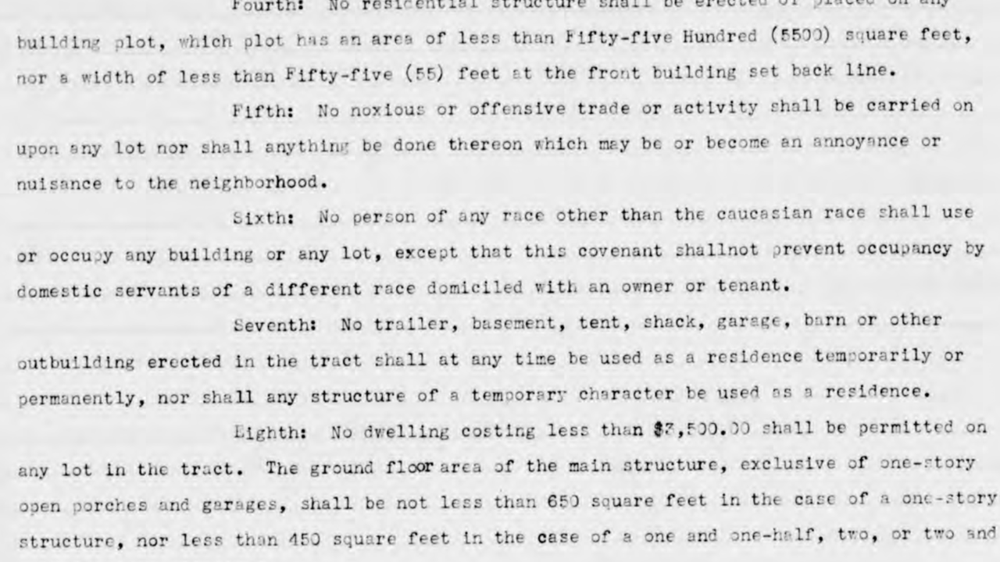 Fourth: No residential structure shall be erected or placed on any
building plot, which plot has an area of less than Fifty-five Hundred (5500) square feet,
nor a width of less than Fifty-five (55) feet at the front building set back line.
Fifth: No noxious or offensive trade or activity shall be carried on
upon any lot nor shall anything be done thereon which may be or become an annoyance or
nuisance to the neighborhood.
Sixth: No person of any race other than the caucasian race shall use
or occupy any building or any lot, except that this covenant shallnot prevent occupancy by
domestic servants of a different race domiciled with an owner or tenant.
Seventh: No trailer, basement, tent, shack, garage, barn or other
outbuilding erected in the tract shall at any time be used as a residence temporarily or
permanently, nor shall any structure of a temporary character be used as a residence.
Eighth: No dwelling costing less than $3,500.00 shall be permitted on
any lot in the tract. The ground floor area of the main structure, exclusive of one-story
open porches and garages, shall be not less than 650 square feet in the case of a one-story
structure, nor less than 450 square feet in the case of a one and one-half, two, or two and